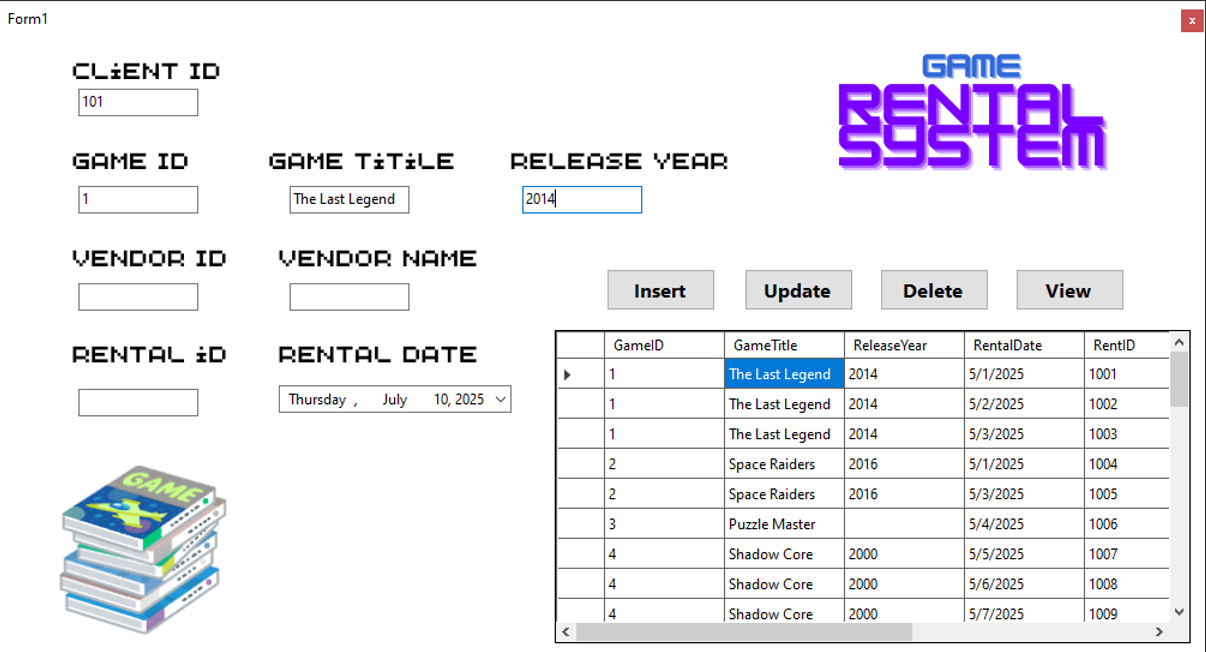 Form1
x
CLiENT ID
101
GAME
RENTAL
SYSTEM
GAME ID GAME TiTiLE RELEASE YEAR
1 The Last Legend 2014
VENDOR ID VENDOR NAME
Insert Update Delete View
RENTAL iD RENTAL DATE
Thursday , July 10, 2025
GameID GameTitle ReleaseYear RentalDate RentID
1 The Last Legend 2014 5/1/2025 1001
1 The Last Legend 2014 5/2/2025 1002
1 The Last Legend 2014 5/3/2025 1003
2 Space Raiders 2016 5/1/2025 1004
2 Space Raiders 2016 5/3/2025 1005
3 Puzzle Master 5/4/2025 1006
4 Shadow Core 2000 5/5/2025 1007
4 Shadow Core 2000 5/6/2025 1008
4 Shadow Core 2000 5/7/2025 1009
GAME